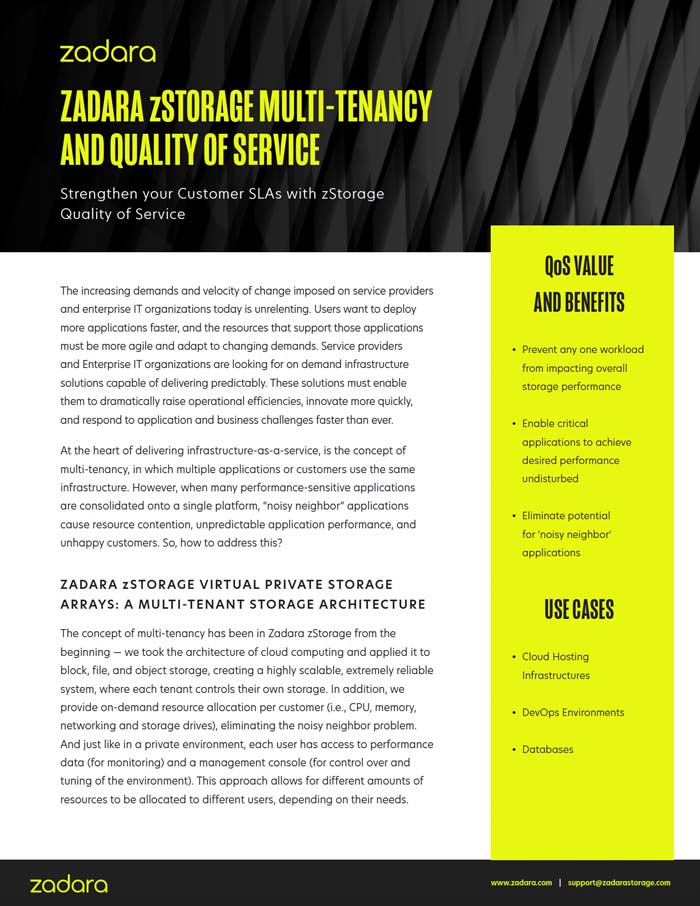 zadara
ZADARA zSTORAGE MULTI-TENANCY
AND QUALITY OF SERVICE
Strengthen your Customer SLAs with zStorage
Quality of Service
The increasing demands and velocity of change imposed on service providers
and enterprise IT organizations today is unrelenting. Users want to deploy
more applications faster, and the resources that support those applications
must be more agile and adapt to changing demands. Service providers
and Enterprise IT organizations are looking for on demand infrastructure
solutions capable of delivering predictably. These solutions must enable
them to dramatically raise operational efficiencies, innovate more quickly,
and respond to application and business challenges faster than ever.
At the heart of delivering infrastructure-as-a-service, is the concept of
multi-tenancy, in which multiple applications or customers use the same
infrastructure. However, when many performance-sensitive applications
are consolidated onto a single platform, “noisy neighbor” applications
cause resource contention, unpredictable application performance, and
unhappy customers. So, how to address this?
ZADARA zSTORAGE VIRTUAL PRIVATE STORAGE
ARRAYS: A MULTI-TENANT STORAGE ARCHITECTURE
The concept of multi-tenancy has been in Zadara zStorage from the
beginning — we took the architecture of cloud computing and applied it to
block, file, and object storage, creating a highly scalable, extremely reliable
system, where each tenant controls their own storage. In addition, we
provide on-demand resource allocation per customer (i.e., CPU, memory,
networking and storage drives), eliminating the noisy neighbor problem.
And just like in a private environment, each user has access to performance
data (for monitoring) and a management console (for control over and
tuning of the environment). This approach allows for different amounts of
resources to be allocated to different users, depending on their needs.
QoS VALUE
AND BENEFITS
• Prevent any one workload
from impacting overall
storage performance
• Enable critical
applications to achieve
desired performance
undisturbed
• Eliminate potential
for ‘noisy neighbor’
applications
USE CASES
• Cloud Hosting
Infrastructures
• DevOps Environments
• Databases
zadara
www.zadara.com | support@zadarastorage.com